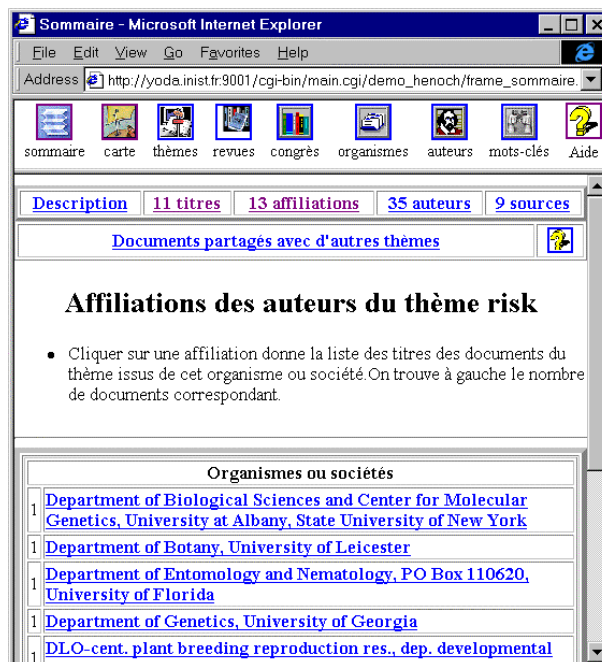 Sommaire - Microsoft Internet Explorer
File Edit View Go Favorites Help
Address http://yoda.inist.fr:9001/cgi-bin/main.cgi/demo_henoch/frame_sommaire.
sommaire carte thèmes revues congrès organismes auteurs mots-clés Aide
Description 11 titres 13 affiliations 35 auteurs 9 sources
Documents partagés avec d'autres thèmes
Affiliations des auteurs du thème risk
• Cliquer sur une affiliation donne la liste des titres des documents du
thème issus de cet organisme ou société.On trouve à gauche le nombre
de documents correspondant.
Organismes ou sociétés
1 Department of Biological Sciences and Center for Molecular
Genetics, University at Albany, State University of New York
1 Department of Botany, University of Leicester
1 Department of Entomology and Nematology, PO Box 110620,
University of Florida
1 Department of Genetics, University of Georgia
1 DLO-cent. plant breeding reproduction res., dep. developmental